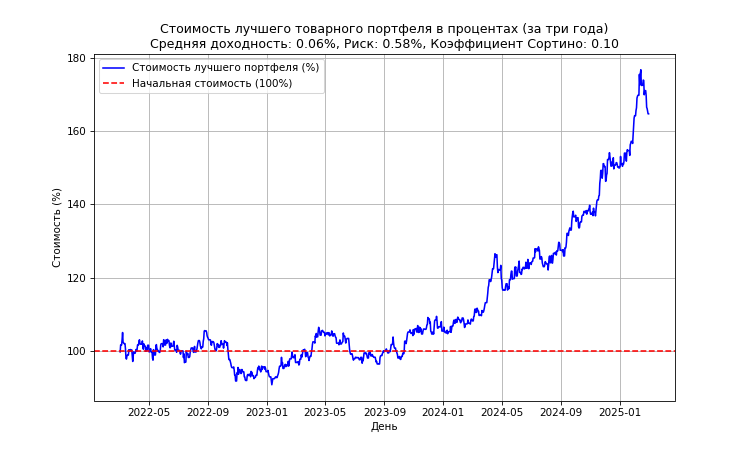 Стоимость лучшего товарного портфеля в процентах (за три года)
Средняя доходность: 0.06%, Риск: 0.58%, Коэффициент Сортино: 0.10
Стоимость лучшего портфеля (%)
Начальная стоимость (100%)
Стоимость (%)
180
160
140
120
100
2022-05 2022-09 2023-01 2023-05 2023-09 2024-01 2024-05 2024-09 2025-01
День